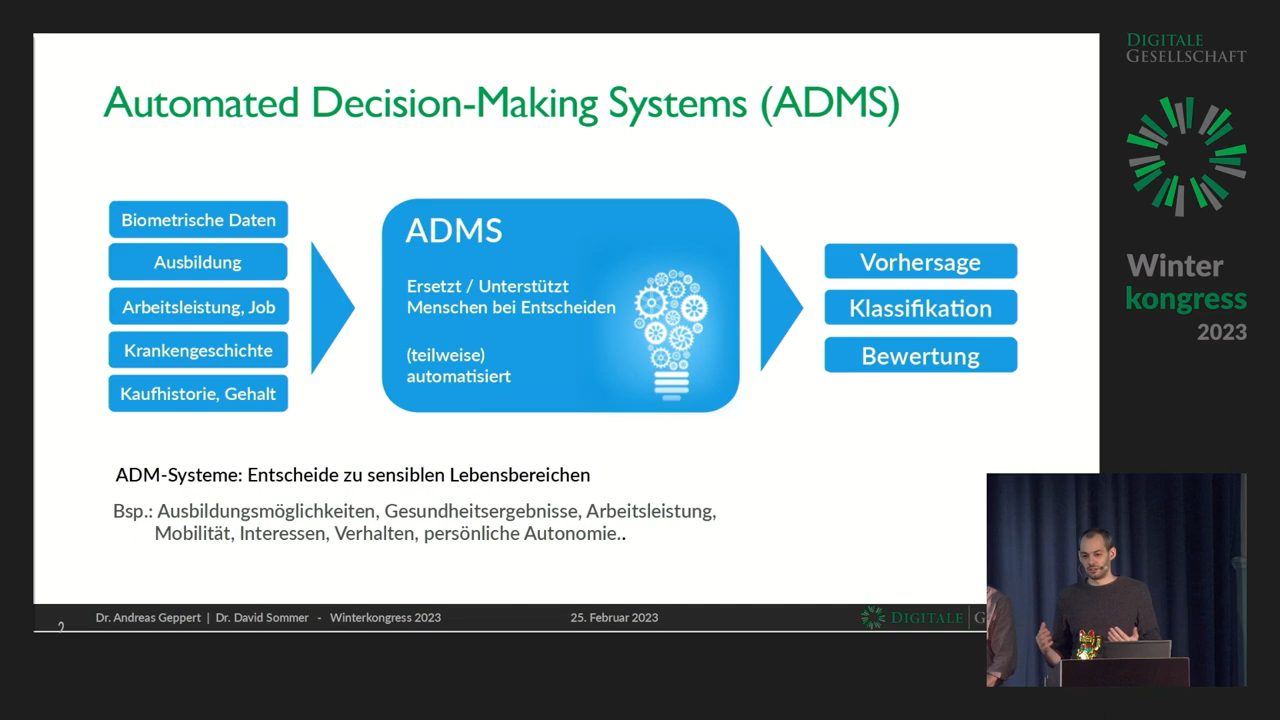 DIGITALE
GESELLSCHAFT
Winter
kongress
2023
Automated Decision-Making Systems (ADMS)
Biometrische Daten
Ausbildung
Arbeitsleistung, Job
Krankengeschichte
Kaufhistorie, Gehalt
ADMS
Ersetzt / Unterstützt
Menschen bei Entscheiden
(teilweise)
automatisiert
Vorhersage
Klassifikation
Bewertung
ADM-Systeme: Entscheide zu sensiblen Lebensbereichen
Bsp.: Ausbildungsmöglichkeiten, Gesundheitsergebnisse, Arbeitsleistung,
Mobilität, Interessen, Verhalten, persönliche Autonomie..
Dr. Andreas Geppert | Dr. David Sommer - Winterkongress 2023
25. Februar 2023
DIGITALE G